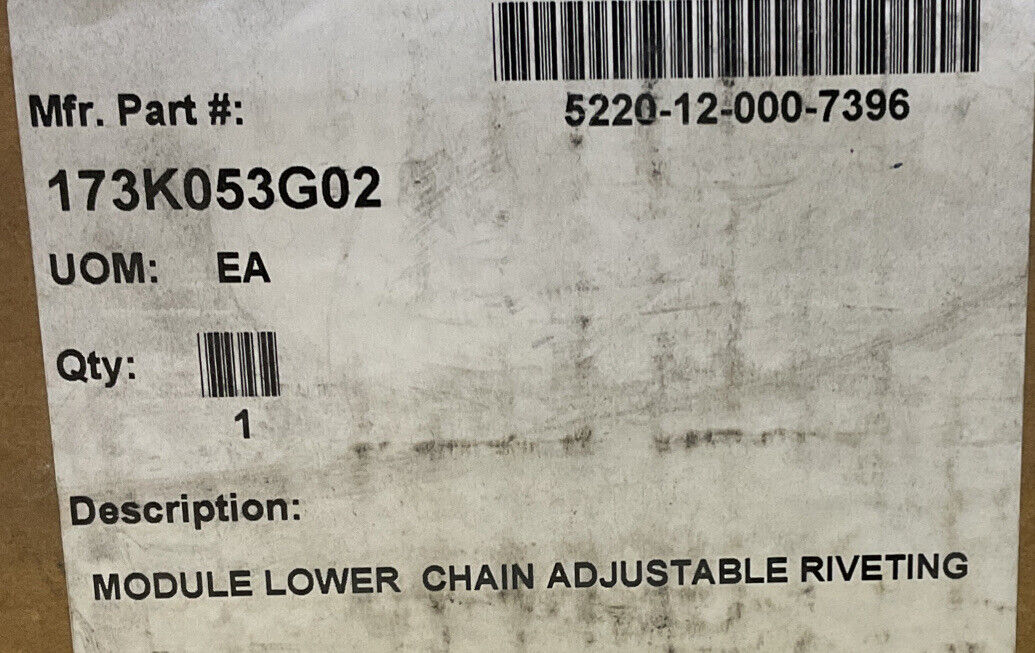 5220-12-000-7396
Mfr. Part #:
173K053G02
UOM: EA
Qty:
1
Description:
MODULE LOWER CHAIN ADJUSTABLE RIVETING